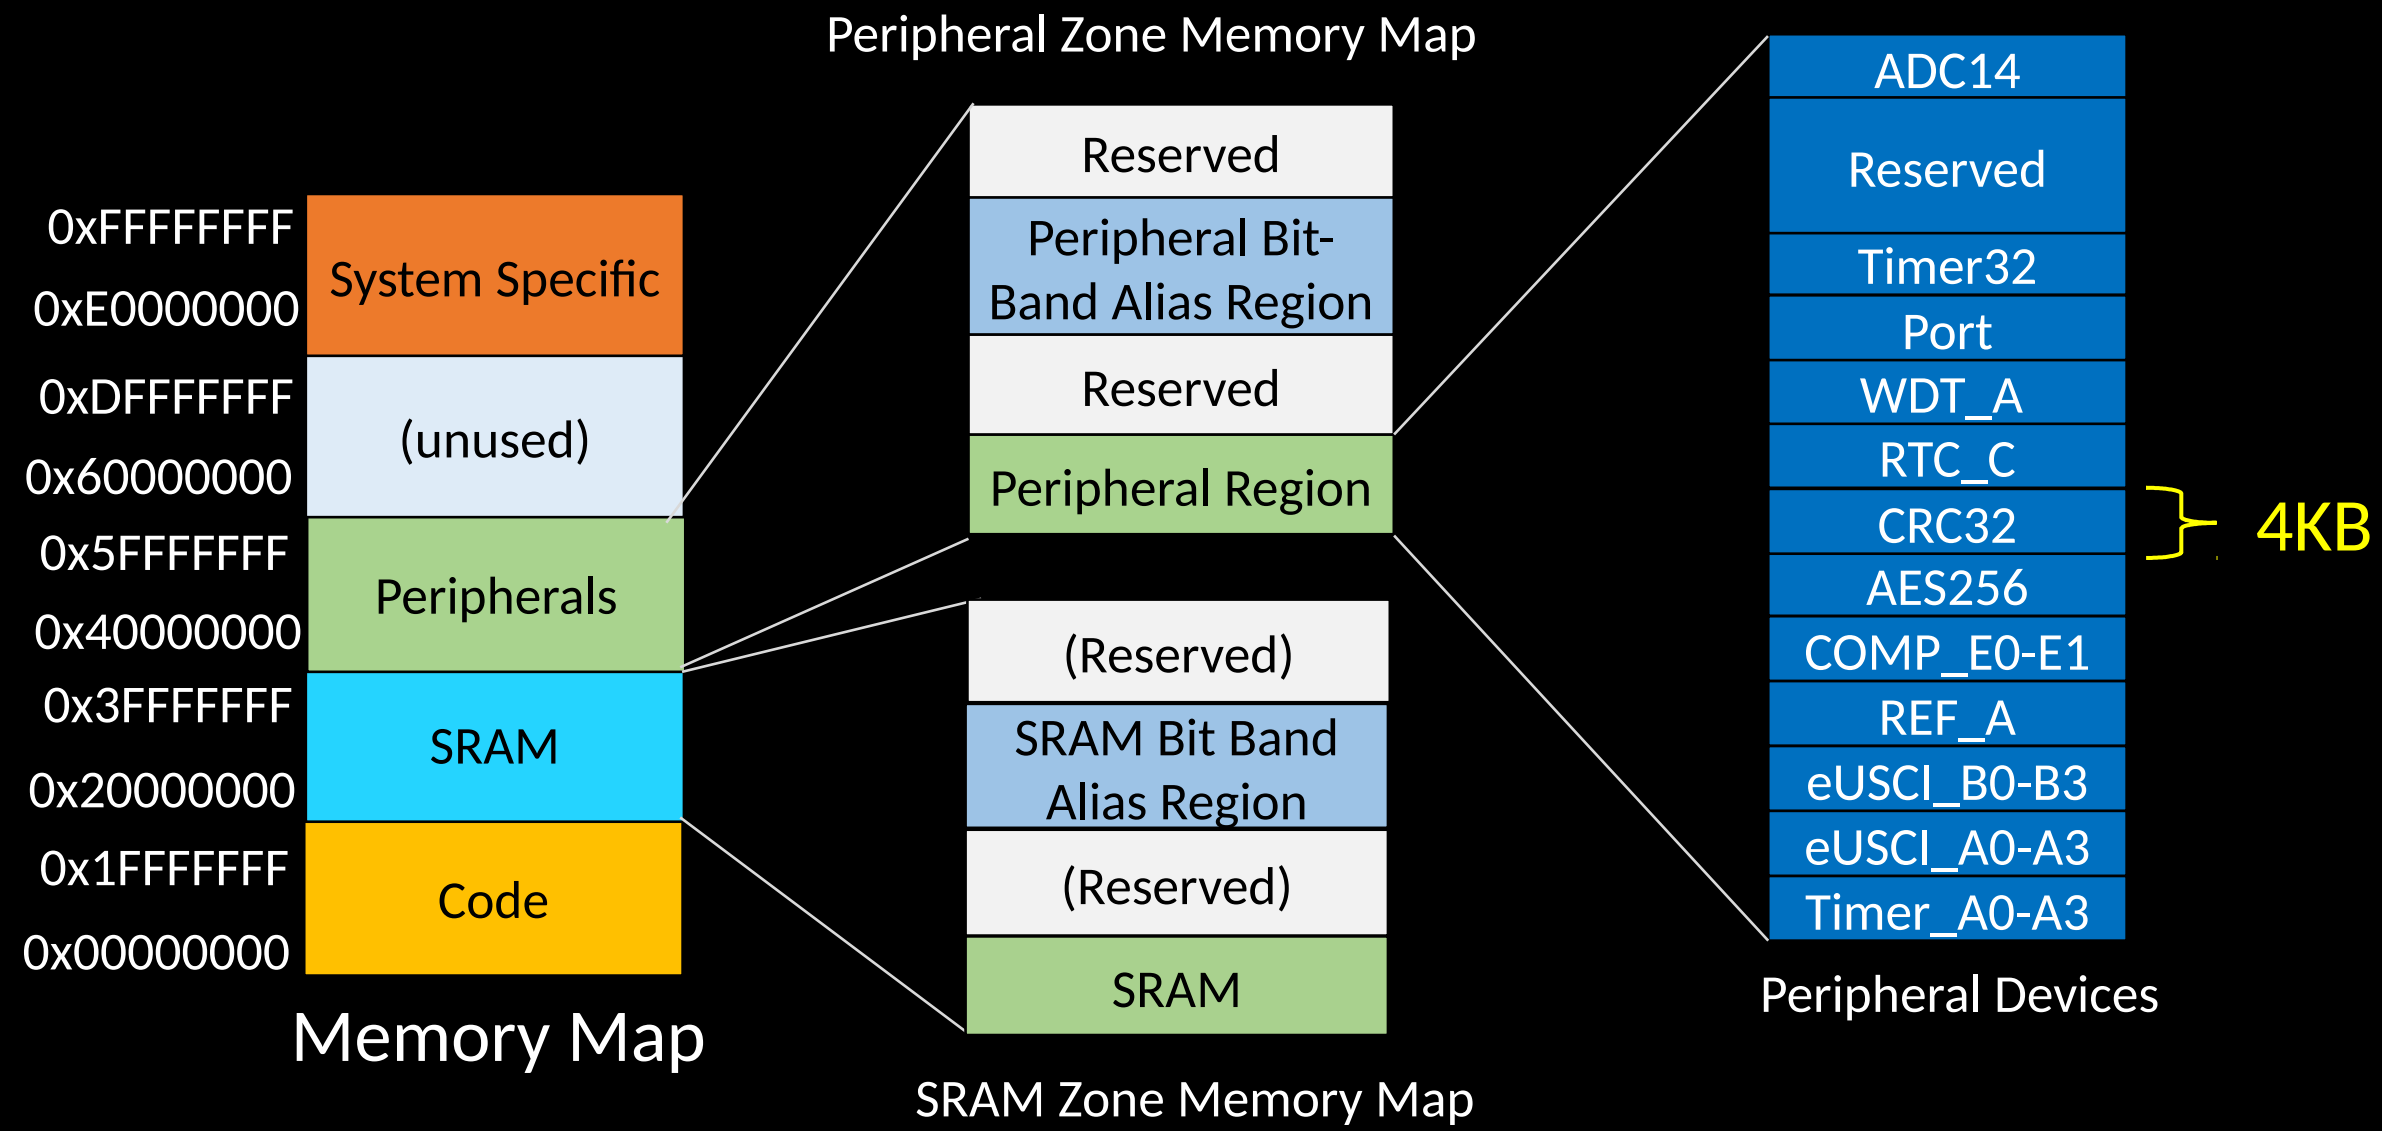 Peripheral Zone Memory Map
0xFFFFFFFF
0xE0000000
0xDFFFFFFF
0x60000000
0x5FFFFFFF
0x40000000
0x3FFFFFFF
0x20000000
0x1FFFFFFF
0x00000000
System Specific
(unused)
Peripherals
SRAM
Code
Memory Map
Reserved
Peripheral Bit-
Band Alias Region
Reserved
Peripheral Region
(Reserved)
SRAM Bit Band
Alias Region
(Reserved)
SRAM
SRAM Zone Memory Map
ADC14
Reserved
Timer32
Port
WDT_A
RTC_C
CRC32
AES256
COMP_E0-E1
REF_A
eUSCI_B0-B3
eUSCI_A0-A3
Timer_A0-A3
Peripheral Devices
4KB